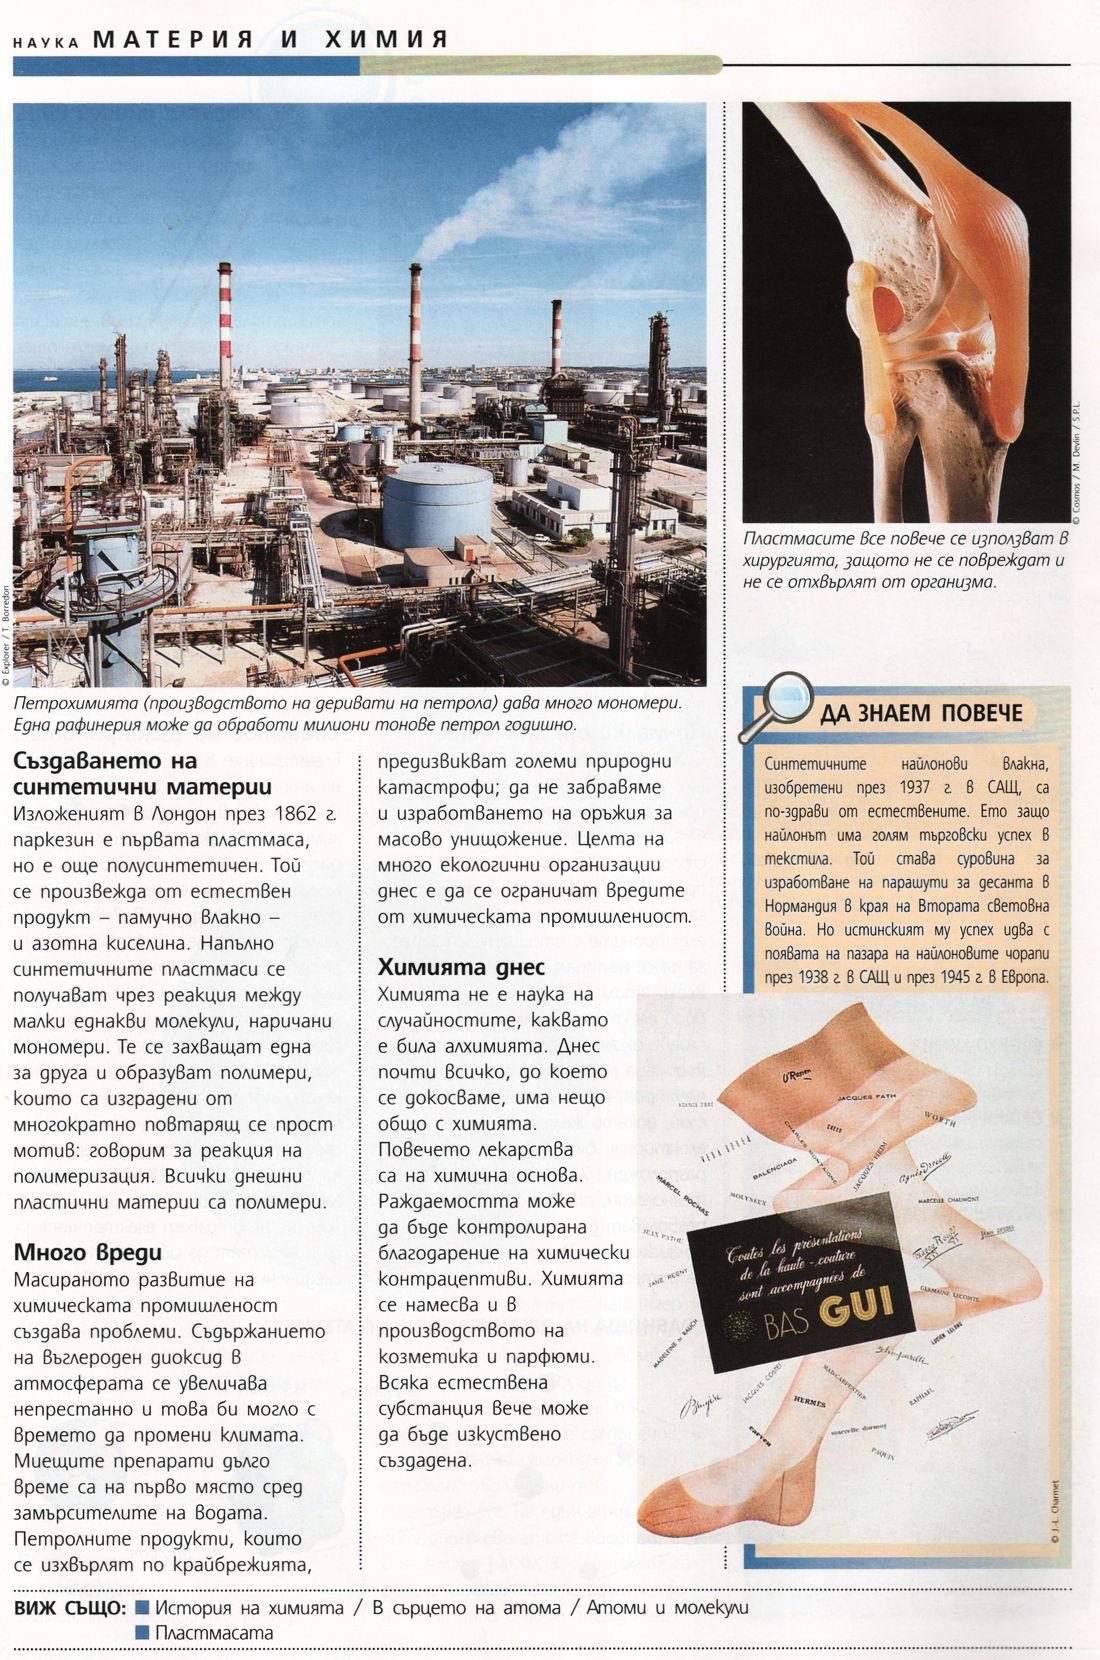 НАУКА МАТЕРИЯ И ХИМИЯ
© Explorer / T. Borredon
Петрохимията (производството на деривати на петрола) дава много мономери.
Една рафинерия може да обработи милиони тонове петрол годишно.
© Cosmos / M. Devlin / S.P.L.
Пластмасите все повече се използват в
хирургията, защото не се повреждат и
не се отхвърлят от организма.
Създаването на
синтетични материи
Изложеният в Лондон през 1862 г.
паркезин е първата пластмаса,
но е още полусинтетичен. Той
се произвежда от естествен
продукт – памучно влакно –
и азотна киселина. Напълно
синтетичните пластмаси се
получават чрез реакция между
малки еднакви молекули, наричани
мономери. Те се захващат една
за друга и образуват полимери,
които са изградени от
многократно повтарящ се прост
мотив: говорим за реакция на
полимеризация. Всички днешни
пластични материи са полимери.
Много вреди
Масираното развитие на
химическата промишленост
създава проблеми. Съдържанието
на въглероден диоксид в
атмосферата се увеличава
непрестанно и това би могло с
времето да промени климата.
Миещите препарати дълго
време са на първо място сред
замърсителите на водата.
Петролните продукти, които
се изхвърлят по крайбрежията,
предизвикват големи природни
катастрофи; да не забравяме
и изработването на оръжия за
масово унищожение. Целта на
много екологични организации
днес е да се ограничат вредите
от химическата промишлениост.
Химията днес
Химията не е наука на
случайностите, каквато
е била алхимията. Днес
почти всичко, до което
се докосваме, има нещо
общо с химията.
Повечето лекарства
са на химична основа.
Раждаемостта може
да бъде контролирана
благодарение на химически
контрацептиви. Химията
се намесва и в
производството на
козметика и парфюми.
Всяка естествена
субстанция вече може
да бъде изкуствено
създадена.
ДА ЗНАЕМ ПОВЕЧЕ
Синтетичните найлонови влакна,
изобретени през 1937 г. в САЩ, са
по-здрави от естествените. Ето защо
найлонът има голям търговски успех в
текстила. Той става суровина за
изработване на парашути за десанта в
Нормандия в края на Втората световна
война. Но истинският му успех идва с
появата на пазара на найлоновите чорапи
през 1938 г. в САЩ и през 1945 г. в Европа.
O'Rossen
JACQUES FATH
WORTH
VERA BOREA
CHARLES MONTAIGNE
BALENCIAGA
JACQUES HEIM
MARCEL ROCHAS
MOLYNEUX
MARCELLE CHAUMONT
JEAN PATOU
JANE REGNY
Toutes les présentations
de la haute-couture
sont accompagnées de
BAS GUI
GERMAINE LECOMTE
LUCIEN LELONG
MADELEINE DE RAUCH
Schiaparelli
JACQUES COSTET
MAD CARPENTIER
Bruyère
HERMÈS
RAPHAEL
carven
marcelle dormoy
PAQUIN
© J.-L. Charmet
ВИЖ СЪЩО: История на химията / В сърцето на атома / Атоми и молекули
Пластмасата